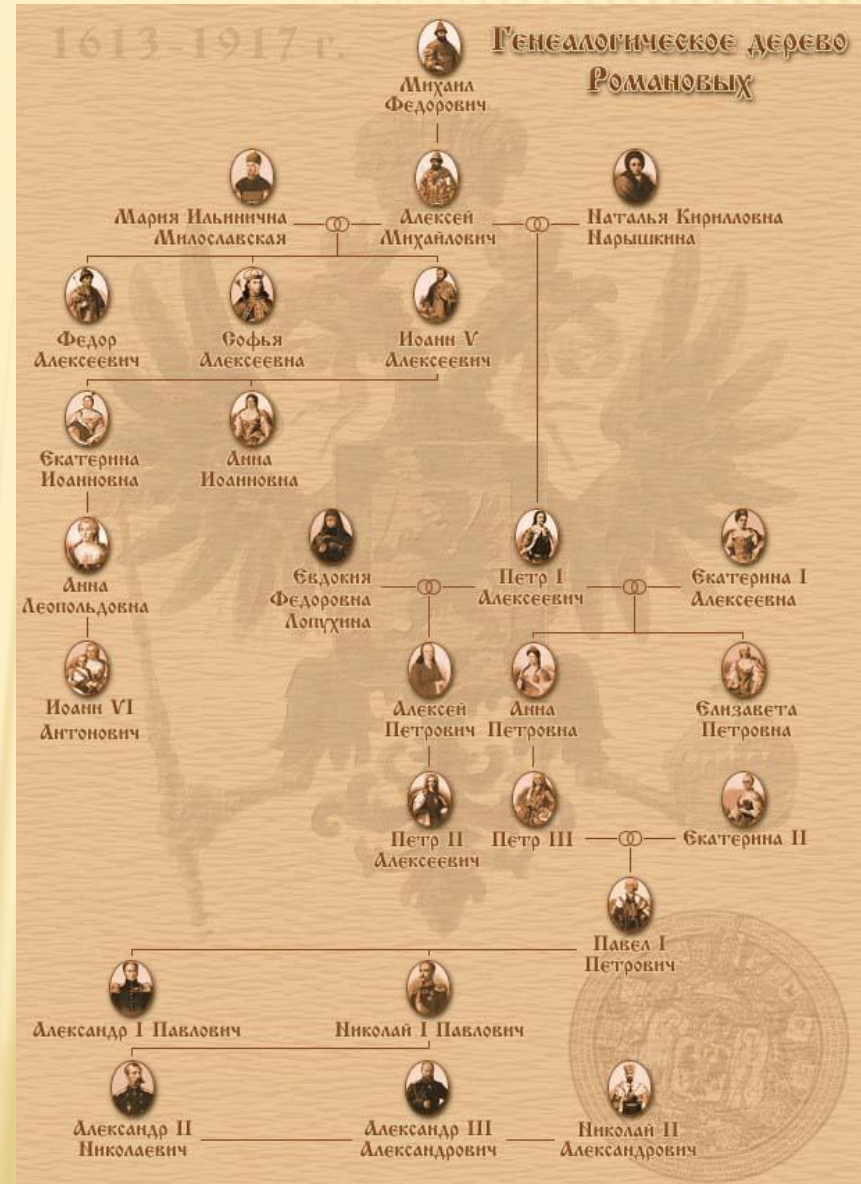 1613-1917 г.
Генеалогическое дерево
Романовых
Михаил
Федорович
Мария Ильинична
Милославская
Алексей
Михайлович
Наталья Кирилловна
Нарышкина
Федор
Алексеевич
Софья
Алексеевна
Иоанн V
Алексеевич
Екатерина
Иоанновна
Анна
Иоанновна
Анна
Леопольдовна
Евдокия
Федоровна
Лопухина
Петр I
Алексеевич
Екатерина I
Алексеевна
Иоанн VI
Антонович
Алексей
Петрович
Анна
Петровна
Елизавета
Петровна
Петр II
Алексеевич
Петр III
Екатерина II
Павел I
Петрович
Александр I Павлович
Николай I Павлович
Александр II
Николаевич
Александр III
Александрович
Николай II
Александрович